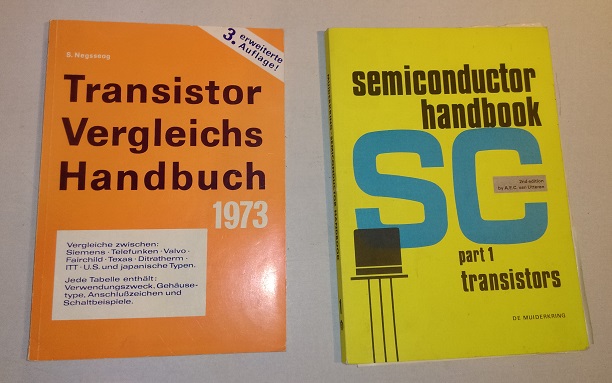 S. Negsseng
3. erweiterte
Auflage!
Transistor
Vergleichs
Handbuch
1973
Vergleiche zwischen:
Siemens · Telefunken · Valvo ·
Fairchild · Texas · Ditratherm ·
ITT · U.S. und japanische Typen.
Jede Tabelle enthält:
Verwendungszweck, Gehäuse-
type, Anschlußzeichen und
Schaltbeispiele.
semiconductor
handbook
SC
2nd edition
part 1
transistors
DE MUIDERKRING